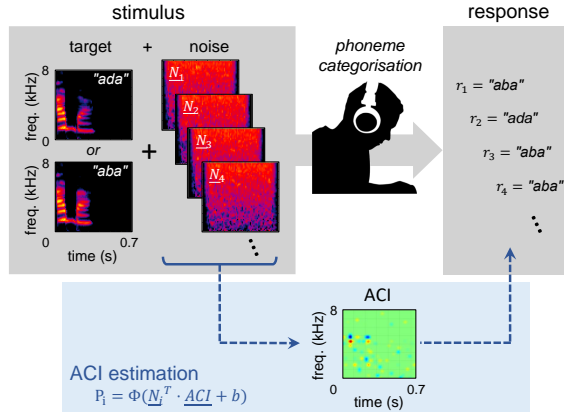 stimulus
response
target + noise
phoneme
categorisation
freq. (kHz)
8
0
"ada"
or
freq. (kHz)
8
0
"aba"
0.7
time (s)
+
N₁
N₂
N₃
N₄
r₁ = "aba"
r₂ = "ada"
r₃ = "aba"
r₄ = "aba"
ACI
freq. (kHz)
8
0
0.7
time (s)
ACI estimation
Pᵢ = Φ(Nᵢᵀ · ACI + b)